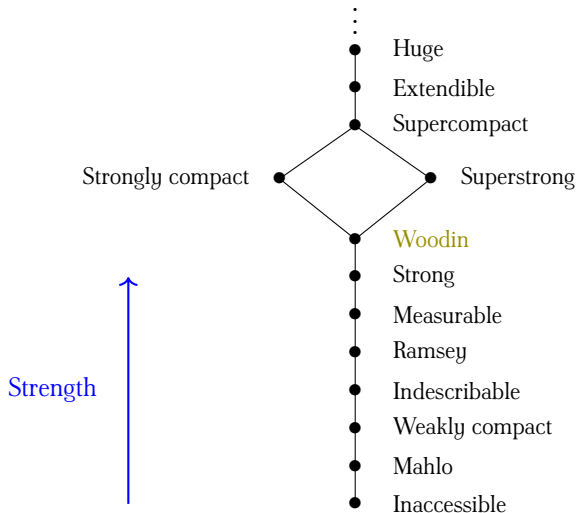 Huge
Extendible
Supercompact
Strongly compact
Superstrong
Woodin
Strong
Measurable
Ramsey
Strength
Indescribable
Weakly compact
Mahlo
Inaccessible